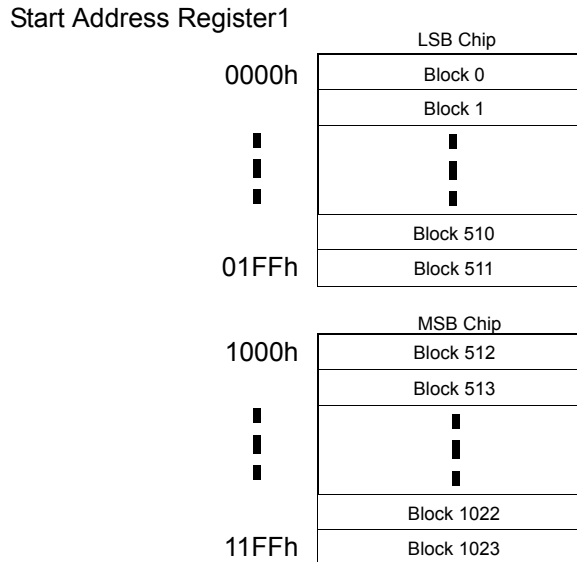 Start Address Register1
LSB Chip
0000h Block 0
Block 1
Block 510
01FFh Block 511
MSB Chip
1000h Block 512
Block 513
Block 1022
11FFh Block 1023